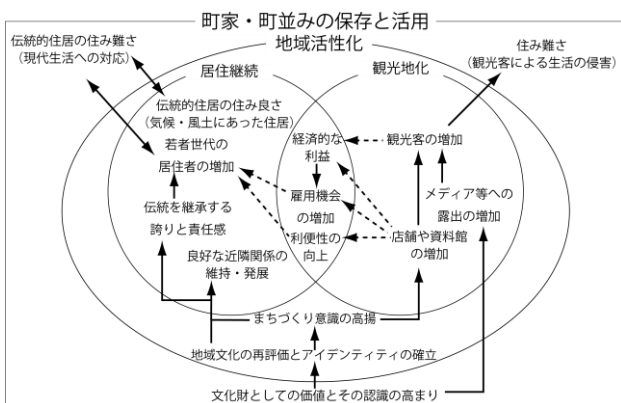 町家・町並みの保存と活用
地域活性化
伝統的住居の住み難さ
（現代生活への対応）
住み難さ
（観光客による生活の侵害）
居住継続
観光地化
伝統的住居の住み良さ
（気候・風土にあった住居）
若者世代の
居住者の増加
経済的な
利益
観光客の増加
雇用機会
の増加
メディア等への
露出の増加
伝統を継承する
誇りと責任感
利便性の
向上
店舗や資料館
の増加
良好な近隣関係の
維持・発展
まちづくり意識の高揚
地域文化の再評価とアイデンティティの確立
文化財としての価値とその認識の高まり